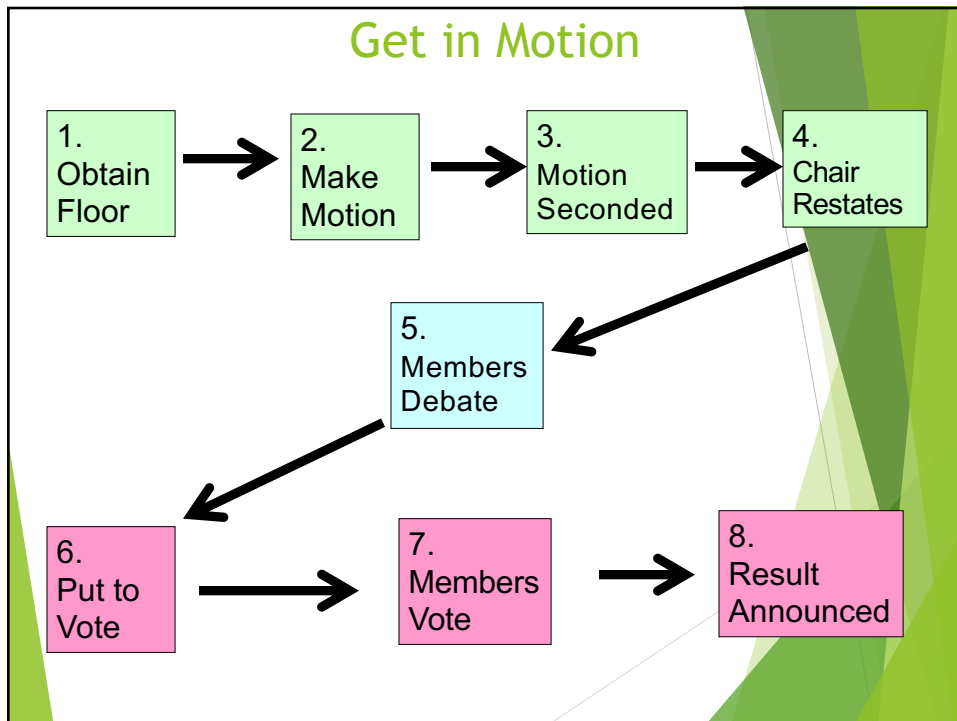 Get in Motion
1.
Obtain
Floor
2.
Make
Motion
3.
Motion
Seconded
4.
Chair
Restates
5.
Members
Debate
6.
Put to
Vote
7.
Members
Vote
8.
Result
Announced